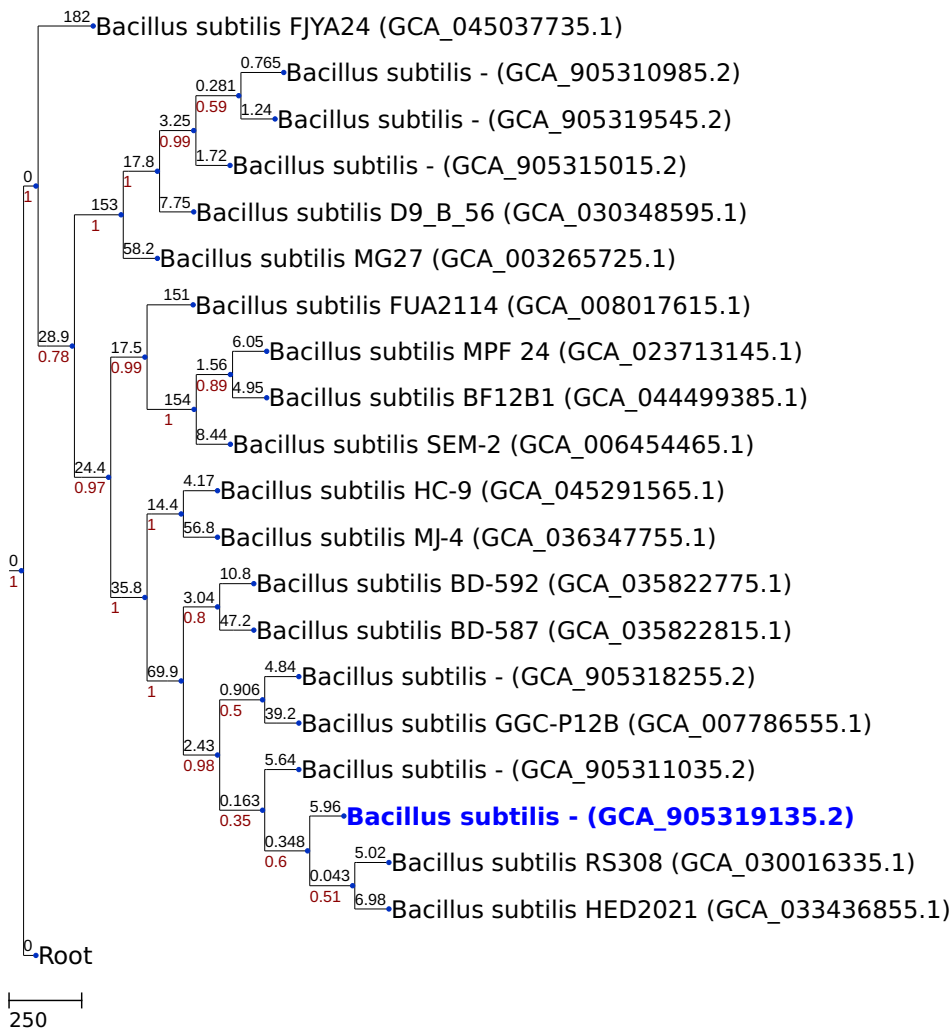 182
Bacillus subtilis FJYA24 (GCA_045037735.1)
0.765
Bacillus subtilis - (GCA_905310985.2)
0.281
0.59
1.24
Bacillus subtilis - (GCA_905319545.2)
3.25
0.99
1.72
Bacillus subtilis - (GCA_905315015.2)
17.8
1
0
1
7.75
Bacillus subtilis D9_B_56 (GCA_030348595.1)
153
1
58.2
Bacillus subtilis MG27 (GCA_003265725.1)
151
Bacillus subtilis FUA2114 (GCA_008017615.1)
28.9
0.78
17.5
0.99
6.05
Bacillus subtilis MPF 24 (GCA_023713145.1)
1.56
0.89
4.95
Bacillus subtilis BF12B1 (GCA_044499385.1)
154
1
8.44
Bacillus subtilis SEM-2 (GCA_006454465.1)
24.4
0.97
4.17
Bacillus subtilis HC-9 (GCA_045291565.1)
14.4
1
56.8
Bacillus subtilis MJ-4 (GCA_036347755.1)
0
1
35.8
1
10.8
Bacillus subtilis BD-592 (GCA_035822775.1)
3.04
0.8
47.2
Bacillus subtilis BD-587 (GCA_035822815.1)
69.9
1
4.84
Bacillus subtilis - (GCA_905318255.2)
0.906
0.5
39.2
Bacillus subtilis GGC-P12B (GCA_007786555.1)
2.43
0.98
5.64
Bacillus subtilis - (GCA_905311035.2)
0.163
0.35
5.96
Bacillus subtilis - (GCA_905319135.2)
0.348
0.6
5.02
Bacillus subtilis RS308 (GCA_030016335.1)
0.043
0.51
6.98
Bacillus subtilis HED2021 (GCA_033436855.1)
0
Root
250